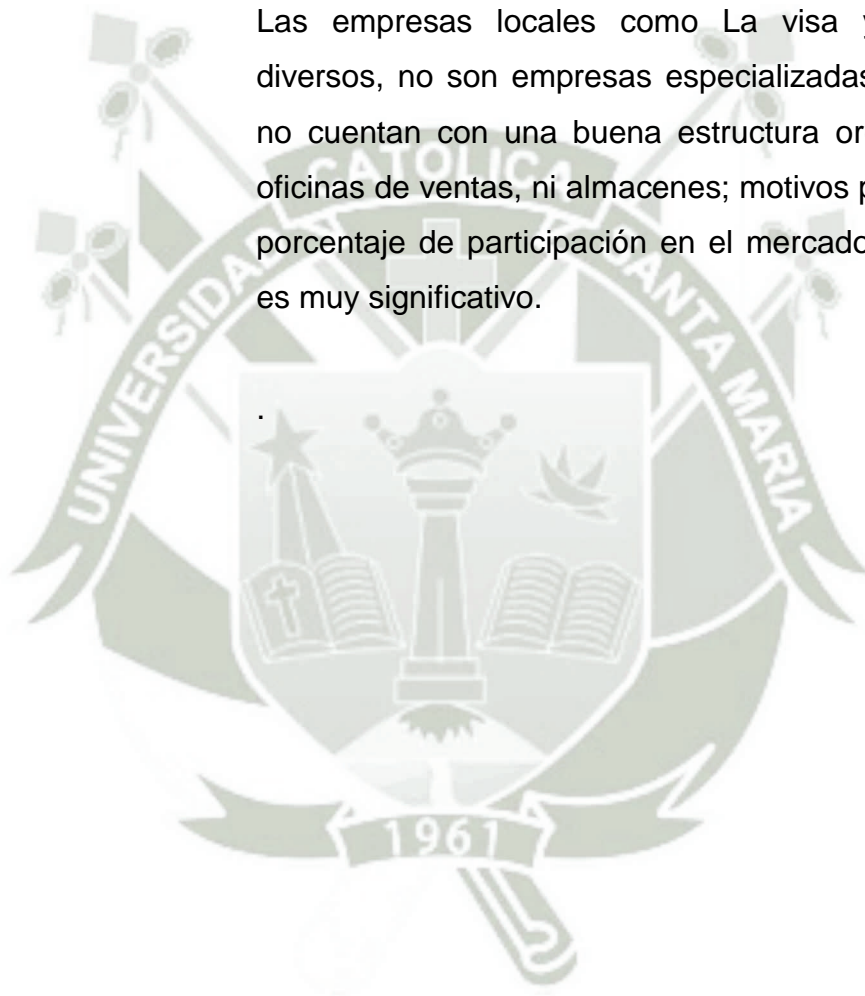 Las empresas locales como La visa y
diversos, no son empresas especializadas
no cuentan con una buena estructura
oficinas de ventas, ni almacenes; motivos
porcentaje de participación en el mercado
es muy significativo.
.
UNIVERSIDAD CATOLICA SANTA MARIA
1961